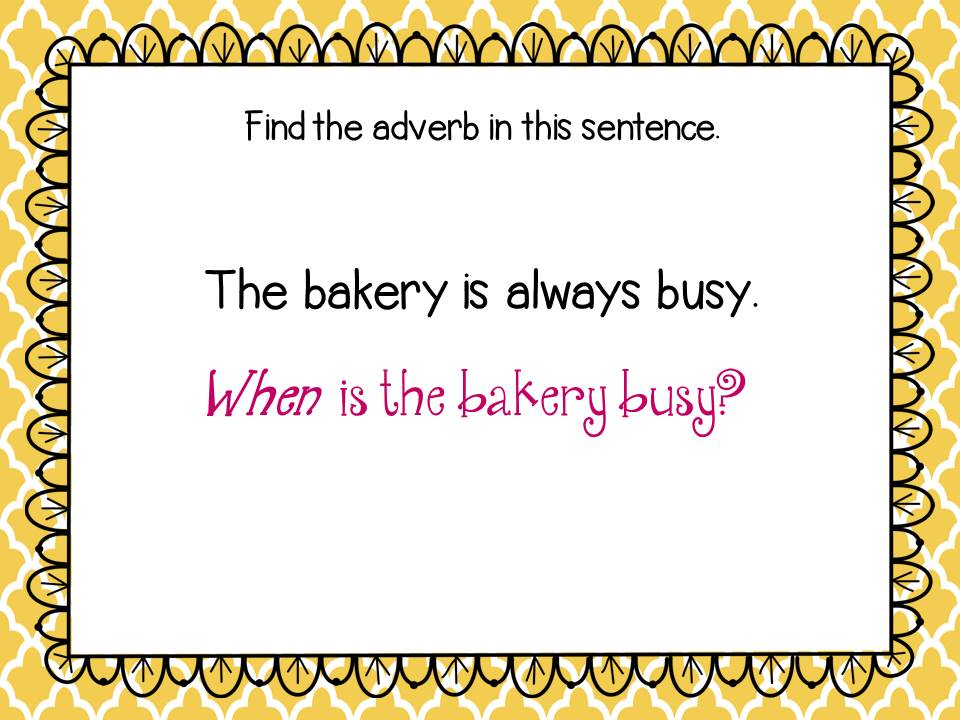 Find the adverb in this sentence.
The bakery is always busy.
When is the bakery busy?